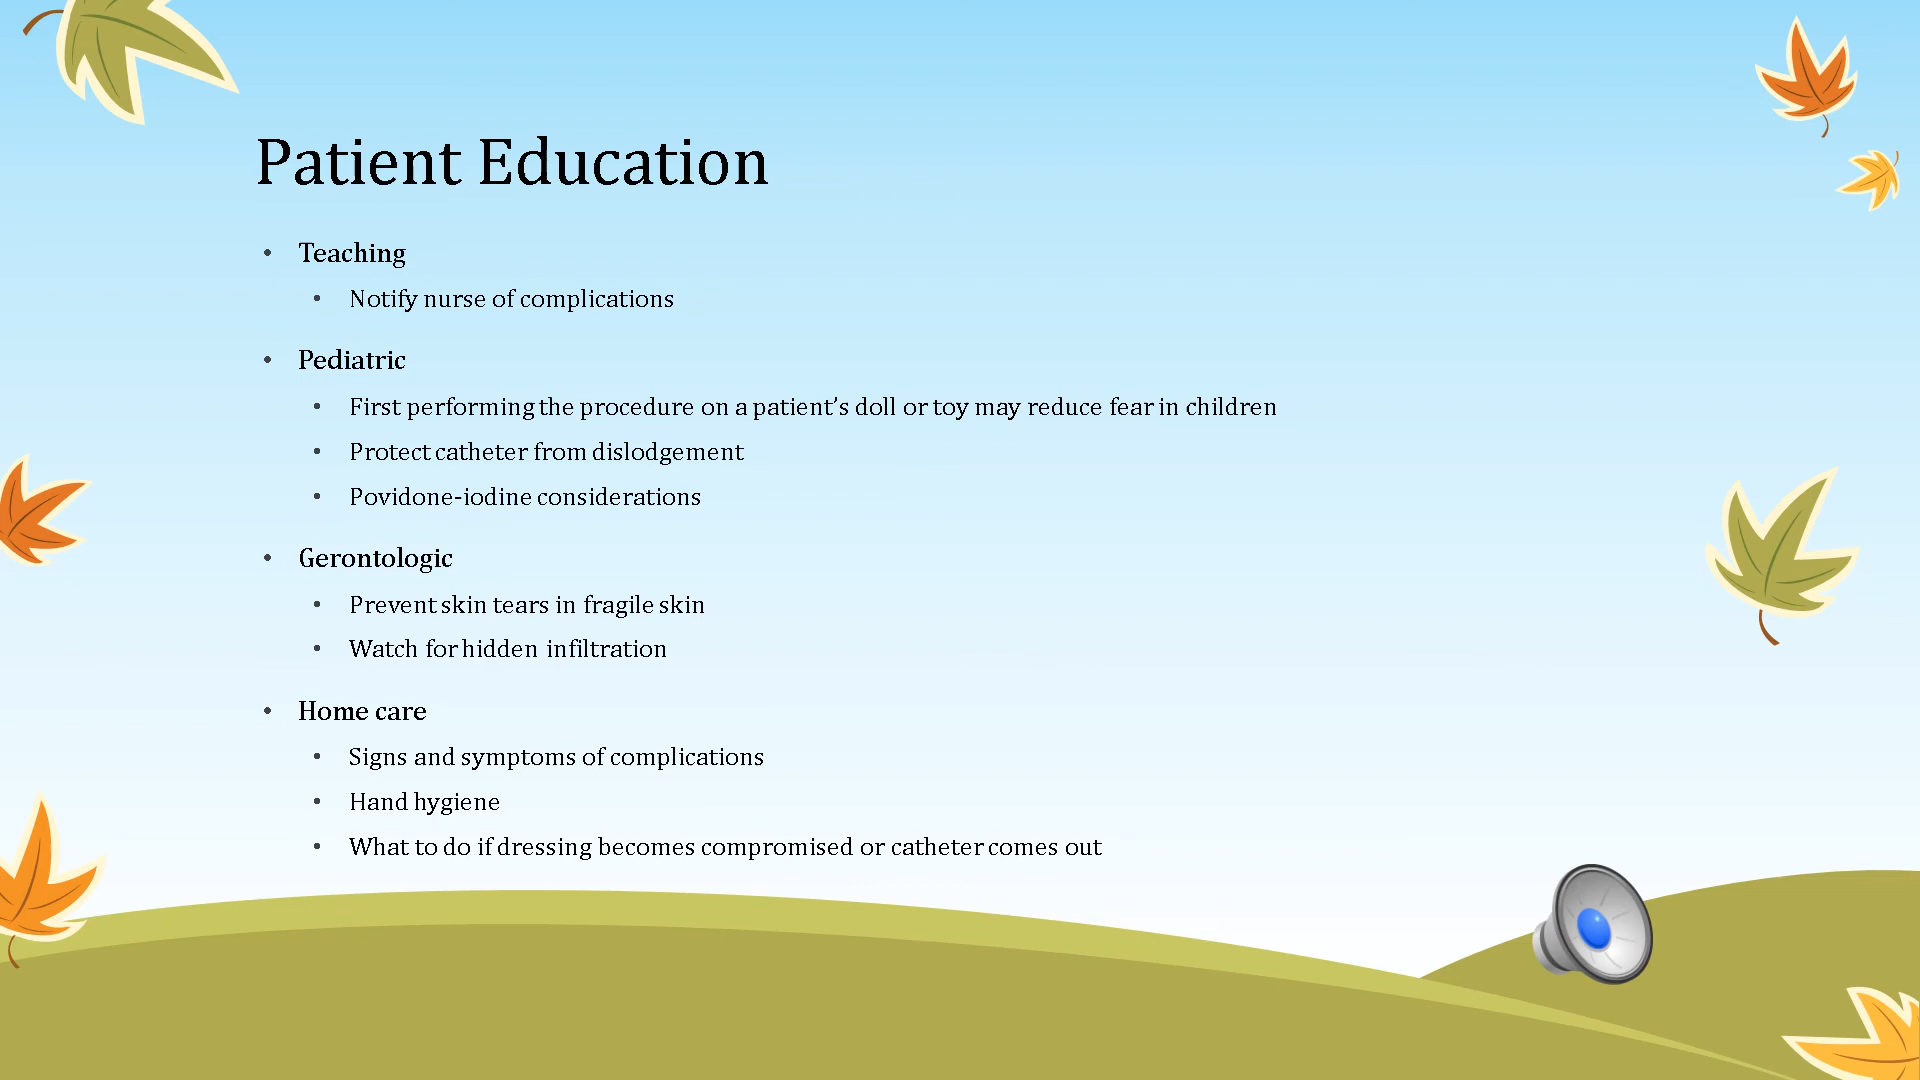 Patient Education
• Teaching
• Notify nurse of complications
• Pediatric
• First performing the procedure on a patient’s doll or toy may reduce fear in children
• Protect catheter from dislodgement
• Povidone-iodine considerations
• Gerontologic
• Prevent skin tears in fragile skin
• Watch for hidden infiltration
• Home care
• Signs and symptoms of complications
• Hand hygiene
• What to do if dressing becomes compromised or catheter comes out